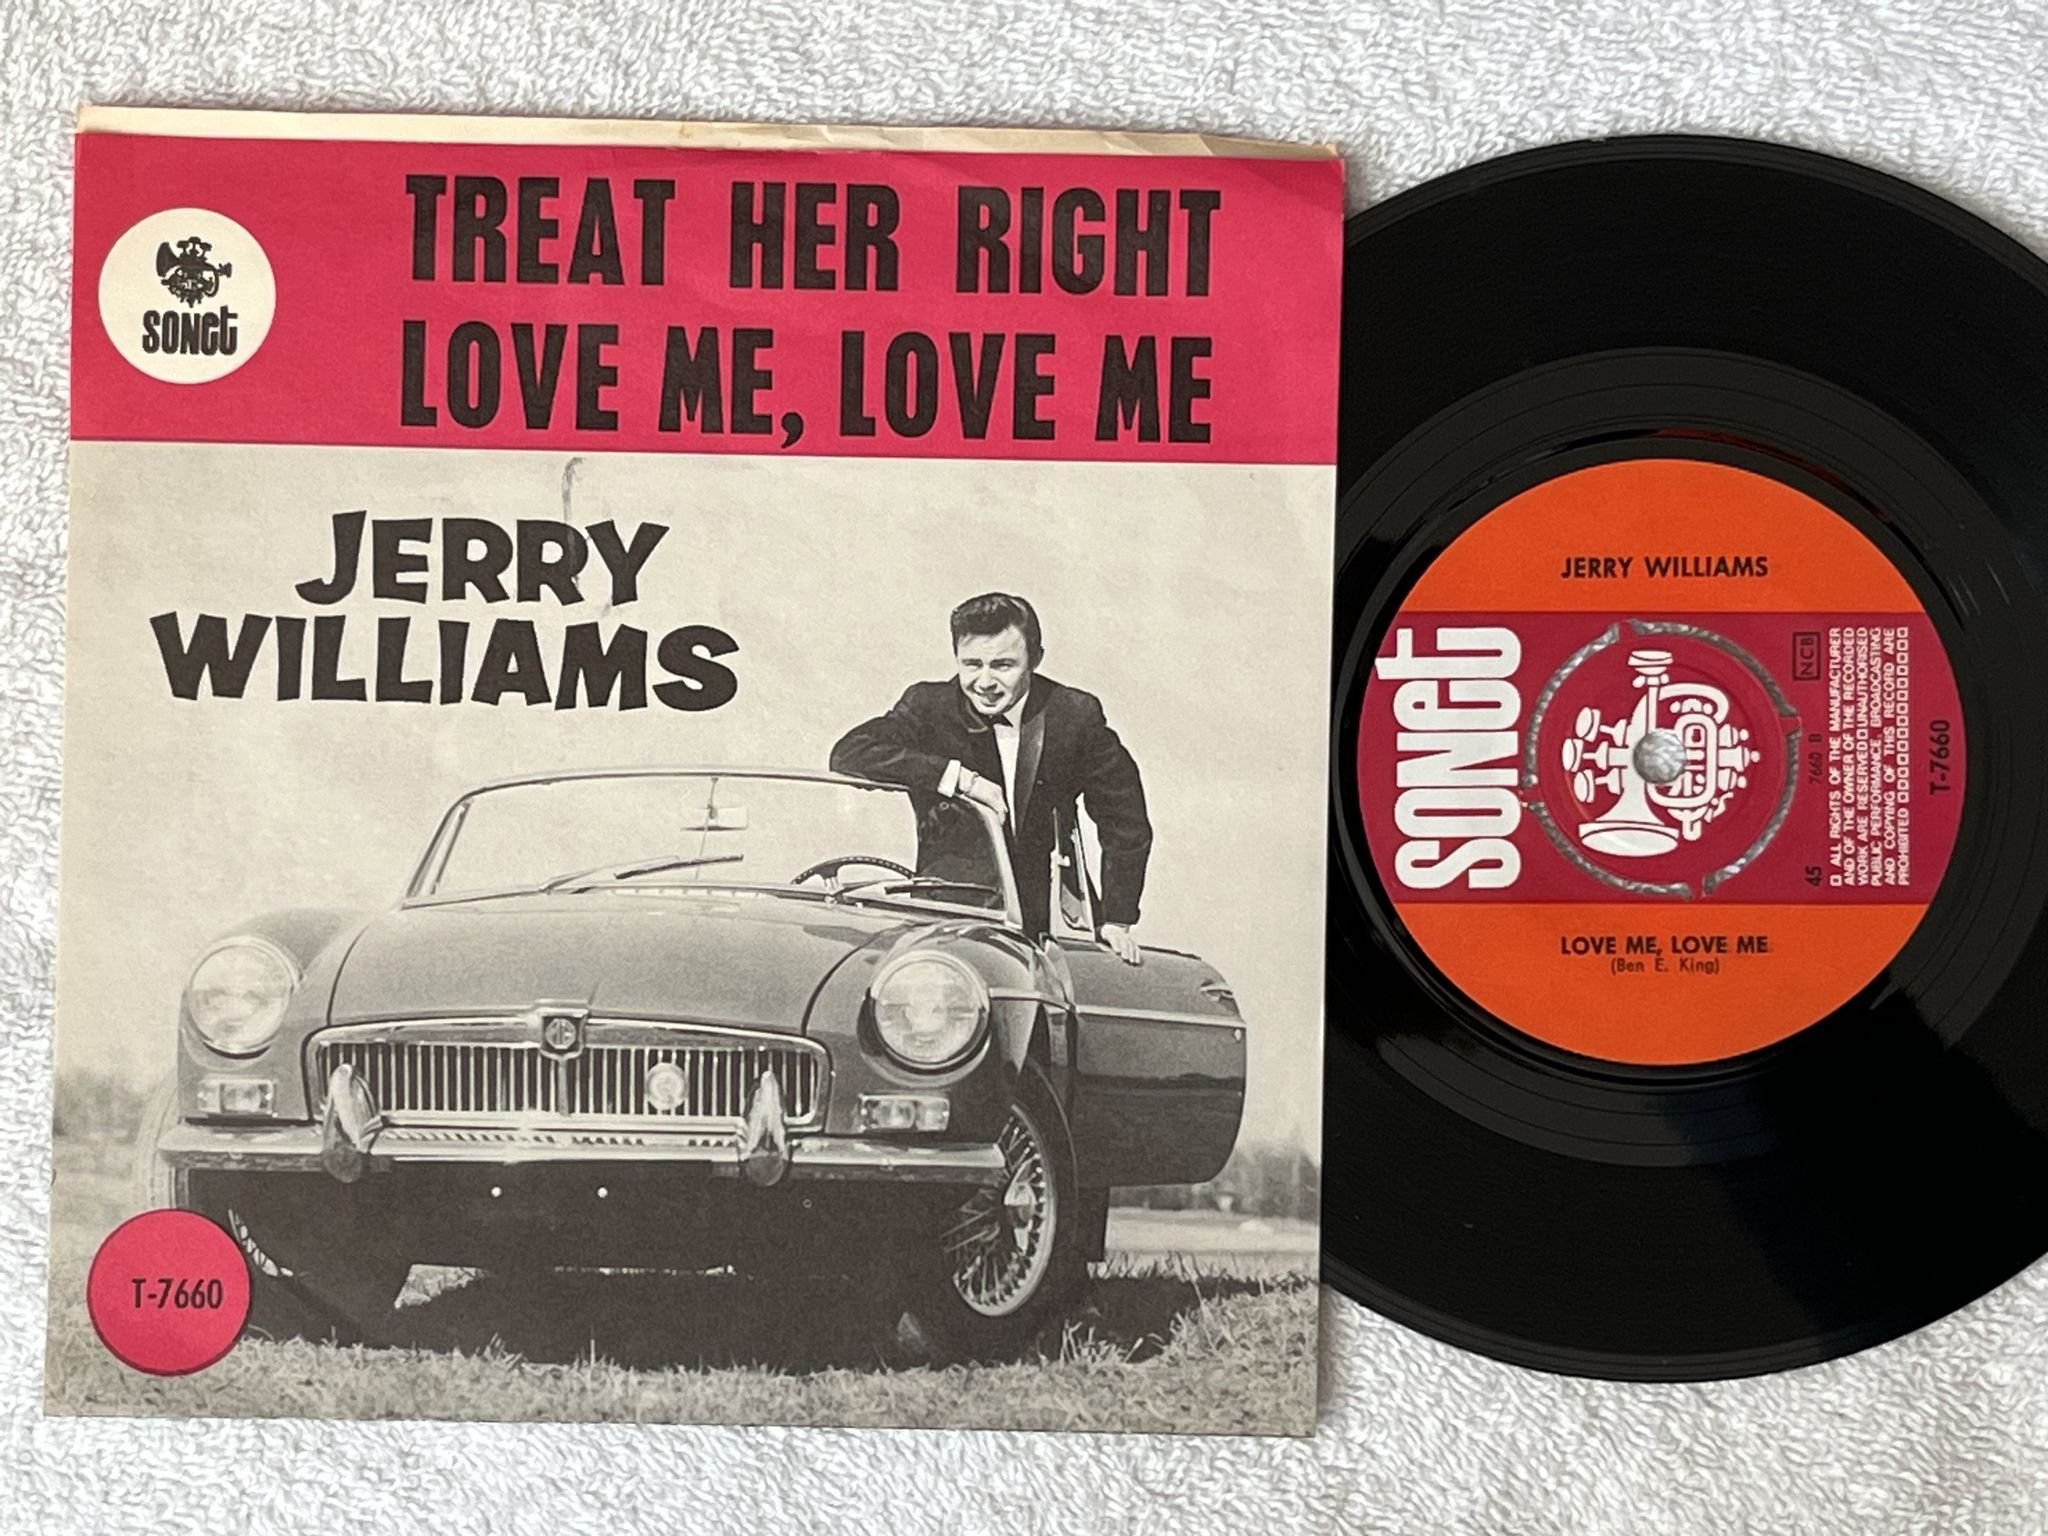 SONET
TREAT HER RIGHT
LOVE ME, LOVE ME
JERRY
WILLIAMS
T-7660
JERRY WILLIAMS
SONET
NCB
7660 B
45
ALL RIGHTS OF THE MANUFACTURER
AND OF THE OWNER OF THE RECORDED
WORK ARE RESERVED UNAUTHORISED
PUBLIC PERFORMANCE, BROADCASTING
AND COPYING OF THIS RECORD ARE
PROHIBITED
T-7660
LOVE ME, LOVE ME
(Ben E. King)